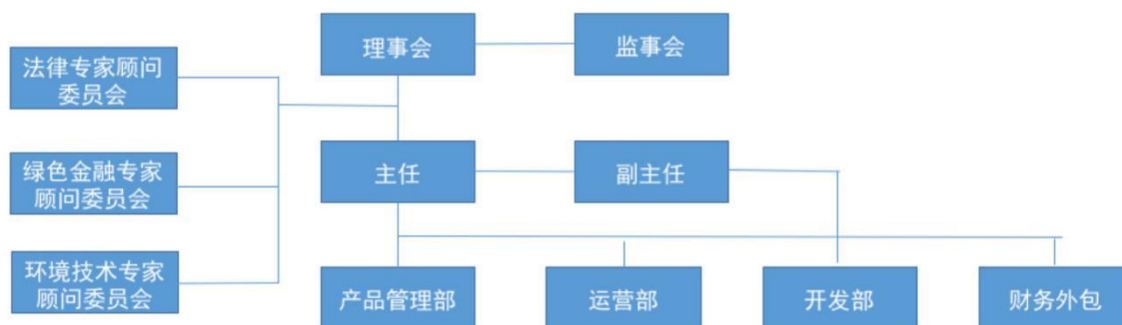 理事会
监事会
法律专家顾问
委员会
主任
副主任
绿色金融专家
顾问委员会
环境技术专家
顾问委员会
产品管理部
运营部
开发部
财务外包